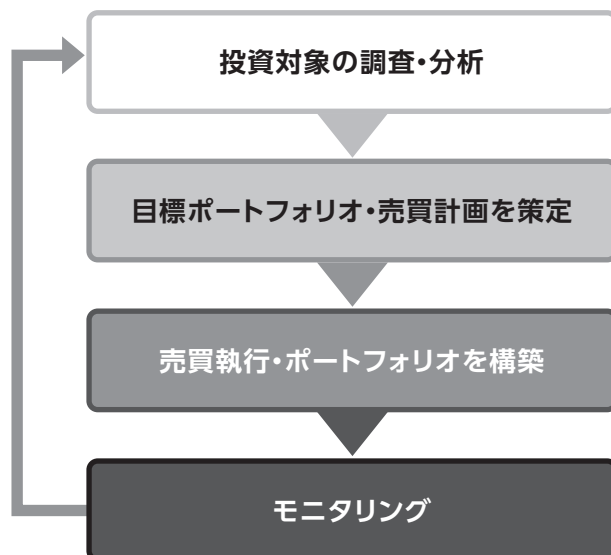 投資対象の調査・分析
目標ポートフォリオ・売買計画を策定
売買執行・ポートフォリオを構築
モニタリング